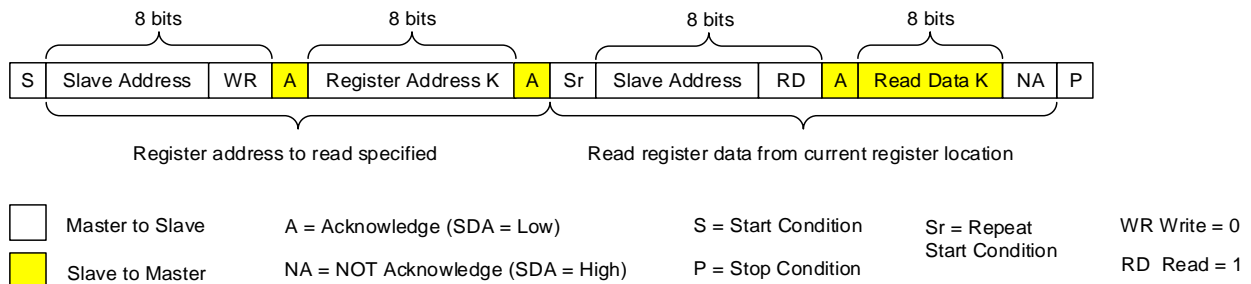 8 bits 8 bits 8 bits 8 bits
S Slave Address WR A Register Address K A Sr Slave Address RD A Read Data K NA P
Register address to read specified Read register data from current register location
Master to Slave A = Acknowledge (SDA = Low) S = Start Condition Sr = Repeat WR Write = 0
Start Condition
Slave to Master NA = NOT Acknowledge (SDA = High) P = Stop Condition RD Read = 1